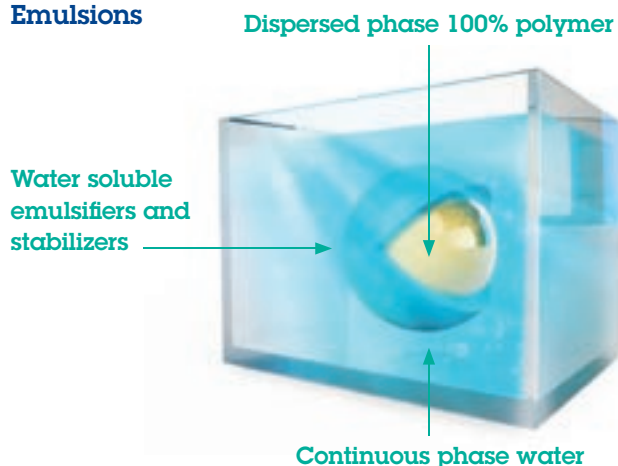 Emulsions
Dispersed phase 100% polymer
Water soluble
emulsifiers and
stabilizers
Continuous phase water